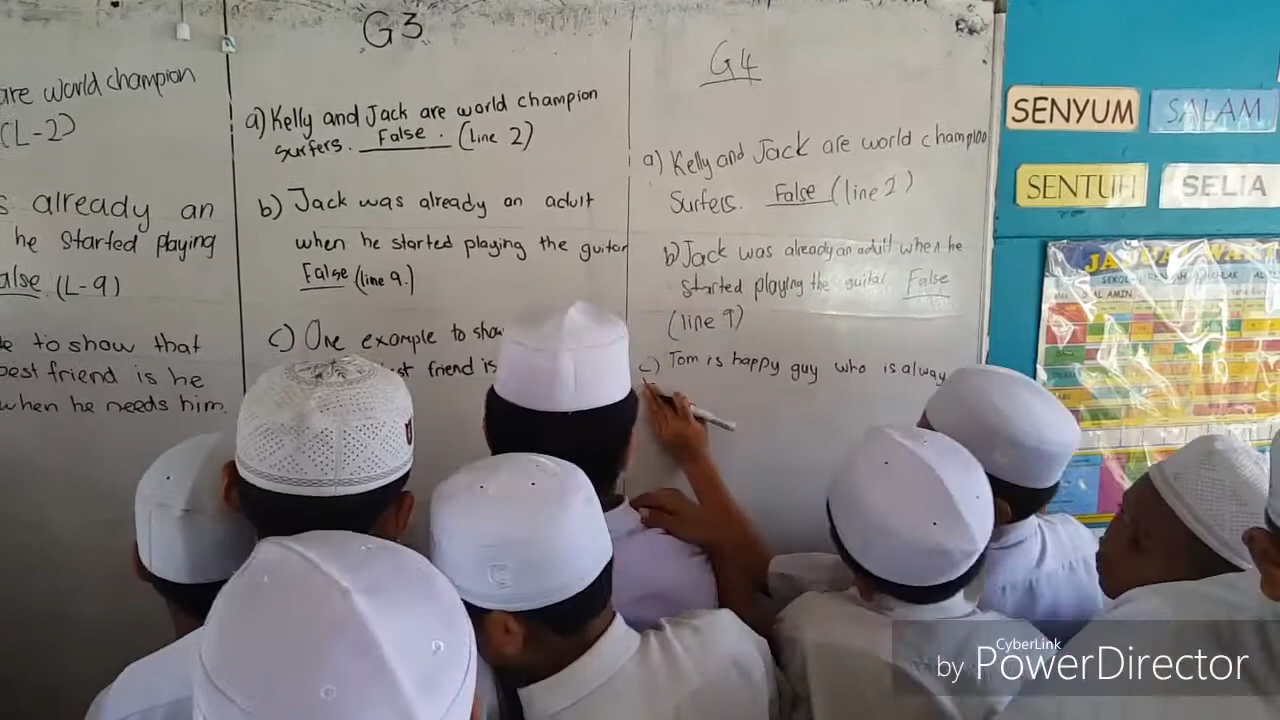 are world champion
(L-2)
s already an
he started playing
alse (L-9)
to show that
best friend is he
when he needs him.
G3
a) Kelly and Jack are world champion
surfers. False. (line 2)
b) Jack was already an adult
when he started playing the guitar
False (line 9.)
c) One example to show
st friend is
G4
a) Kelly and Jack are world champion
Surfers. False (line 2)
b) Jack was already an adult when he
started playing the guitar False
(line 9)
c) Tom is happy guy who is alway
SENYUM
SALAM
SENTUH
SELIA
AL AMIN
CyberLink
by PowerDirector